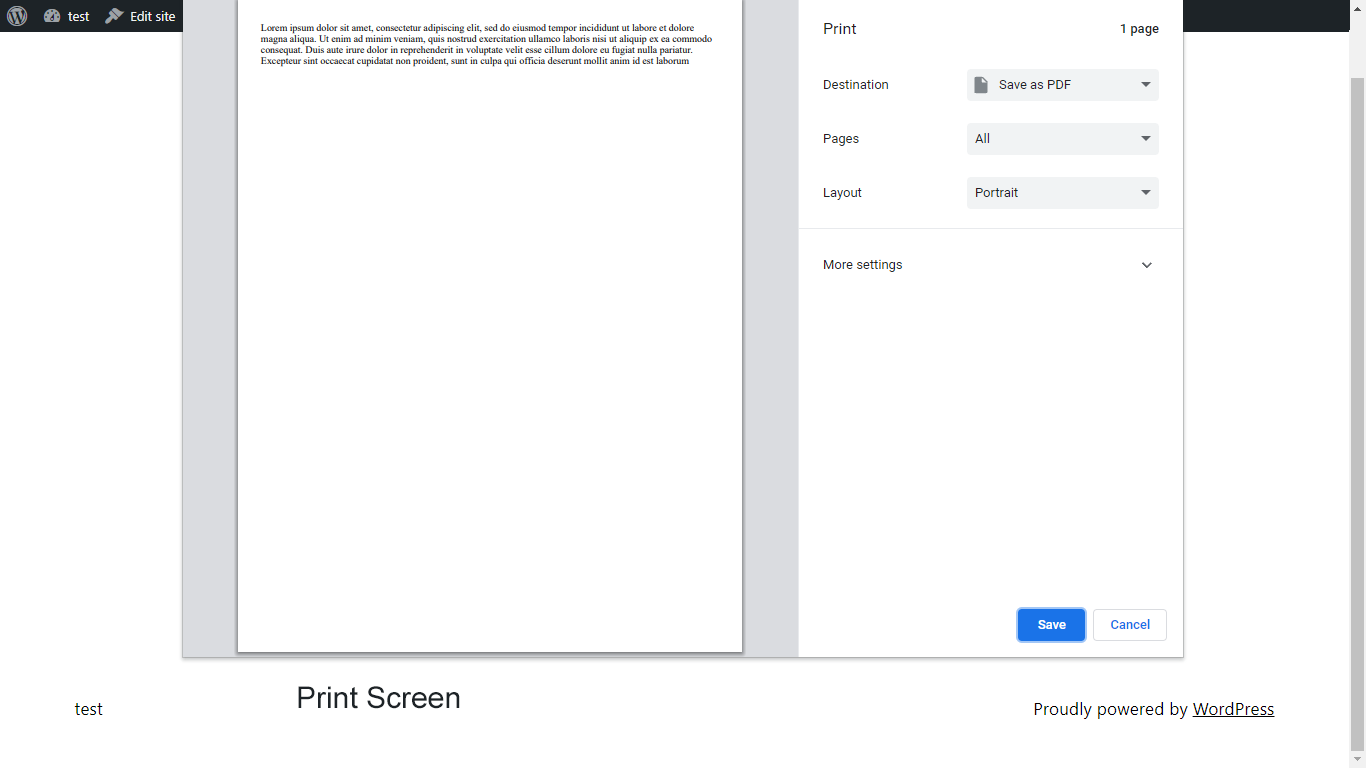 test
Edit site
Lorem ipsum dolor sit amet, consectetur adipiscing elit, sed do eiusmod tempor incididunt ut labore et dolore
magna aliqua. Ut enim ad minim veniam, quis nostrud exercitation ullamco laboris nisi ut aliquip ex ea commodo
consequat. Duis aute irure dolor in reprehenderit in voluptate velit esse cillum dolore eu fugiat nulla pariatur.
Excepteur sint occaecat cupidatat non proident, sunt in culpa qui officia deserunt mollit anim id est laborum
Print
1 page
Destination
Save as PDF
Pages
All
Layout
Portrait
More settings
Save
Cancel
test
Print Screen
Proudly powered by WordPress